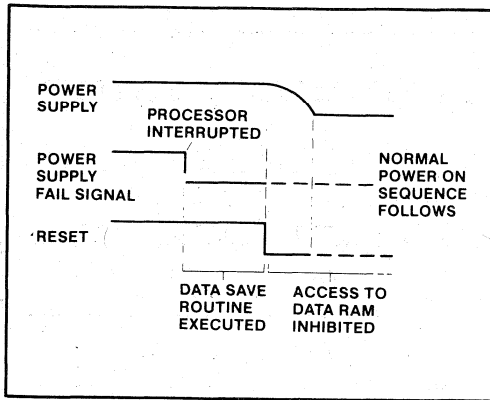 POWER
SUPPLY
PROCESSOR
INTERRUPTED
POWER
SUPPLY
FAIL SIGNAL
NORMAL
POWER ON
SEQUENCE
FOLLOWS
RESET
DATA SAVE
ROUTINE
EXECUTED
ACCESS TO
DATA RAM
INHIBITED